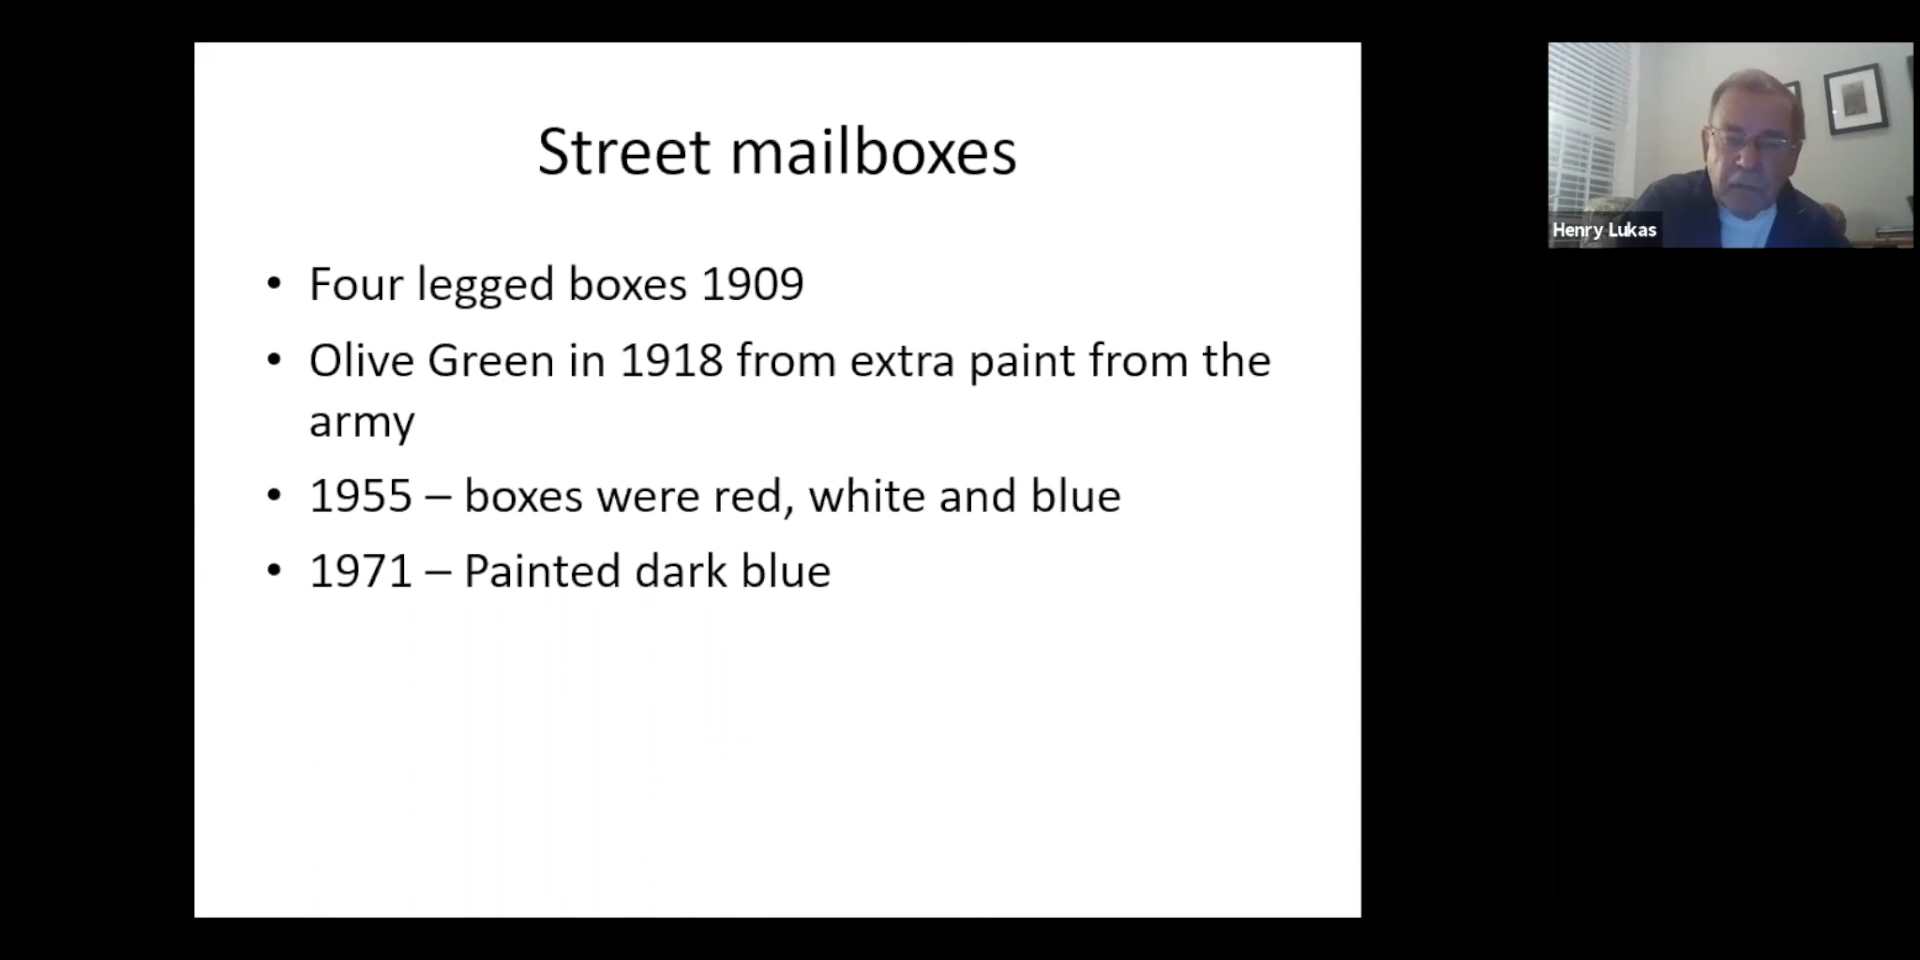 Street mailboxes
• Four legged boxes 1909
• Olive Green in 1918 from extra paint from the
army
• 1955 – boxes were red, white and blue
• 1971 – Painted dark blue
Henry Lukas